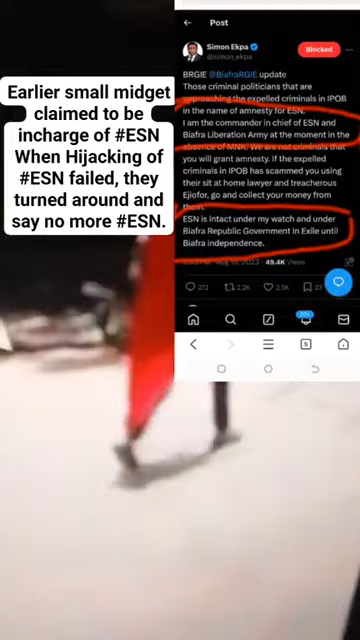 Earlier small midget
claimed to be
incharge of #ESN
When Hijacking of
#ESN failed, they
turned around and
say no more #ESN.
Post
Simon Ekpa
@simon_ekpa
Blocked
BRGIE @BiafraRGIE update
Those criminal politicians that are
approaching the expelled criminals in IPOB
in the name of amnesty for ESN.
I am the commander in chief of ESN and
Biafra Liberation Army at the moment in the
absence of MNK. We are not criminals that
you will grant amnesty. If the expelled
criminals in IPOB has scammed you using
their sit at home lawyer and treacherous
Ejiofor, go and collect your money from
them.
ESN is intact under my watch and under
Biafra Republic Government In Exile until
Biafra independence.
2023 · 49.4K Views
272
2.2K
2.5K
23
20+